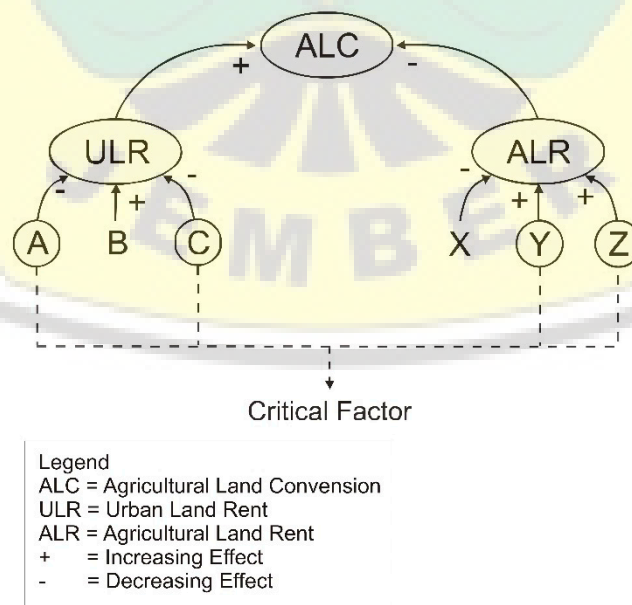 ALC
+ -
ULR ALR
- + - - + +
A B C X Y Z
EMBER
Critical Factor
Legend
ALC = Agricultural Land Convension
ULR = Urban Land Rent
ALR = Agricultural Land Rent
+ = Increasing Effect
- = Decreasing Effect